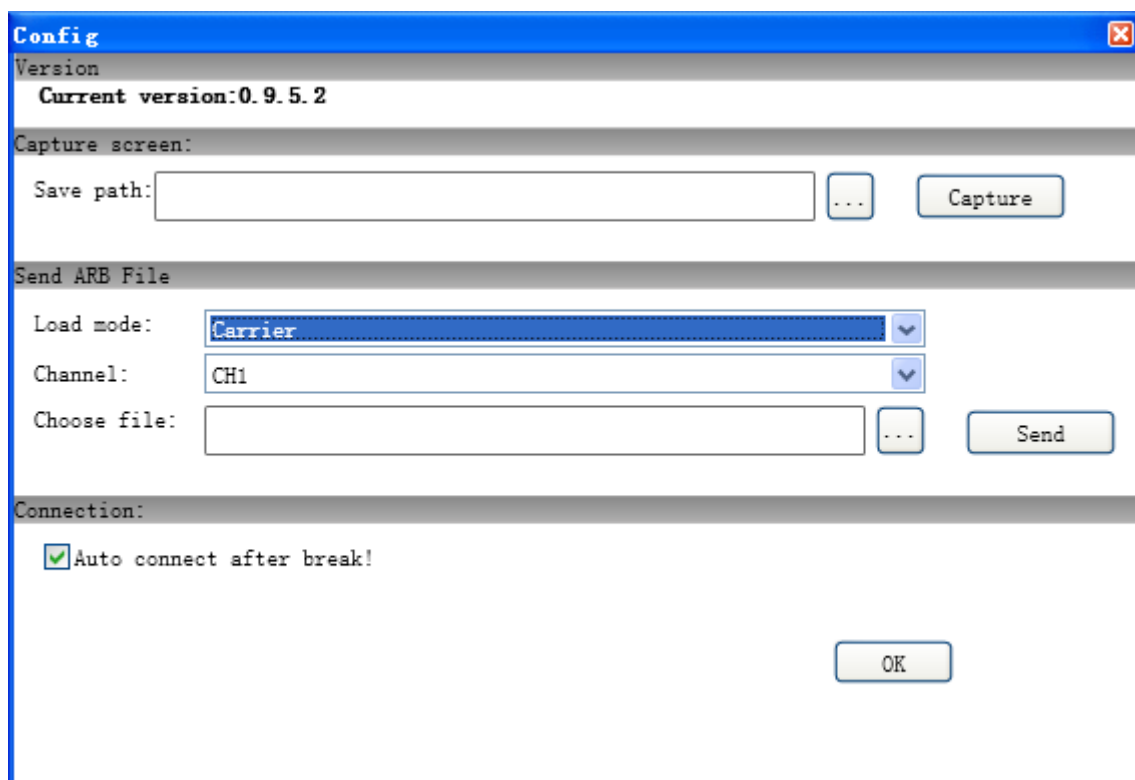 Config
Version
Current version:0.9.5.2
Capture screen:
Save path: ... Capture
Send ARB File
Load mode: Carrier
Channel: CH1
Choose file: ... Send
Connection:
Auto connect after break!
OK